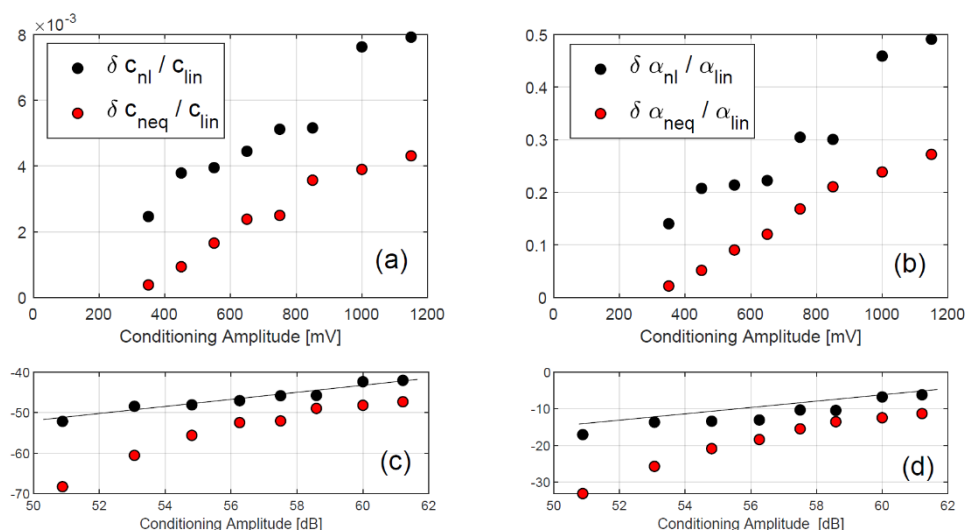 ×10⁻³
8
6
4
2
0
δ c_nl / c_lin
δ c_neq / c_lin
(a)
0 200 400 600 800 1000 1200
Conditioning Amplitude [mV]
0.5
0.4
0.3
0.2
0.1
0
δ α_nl / α_lin
δ α_neq / α_lin
(b)
0 200 400 600 800 1000 1200
Conditioning Amplitude [mV]
-40
-50
-60
-70
(c)
50 52 54 56 58 60 62
Conditioning Amplitude [dB]
0
-10
-20
-30
(d)
50 52 54 56 58 60 62
Conditioning Amplitude [dB]